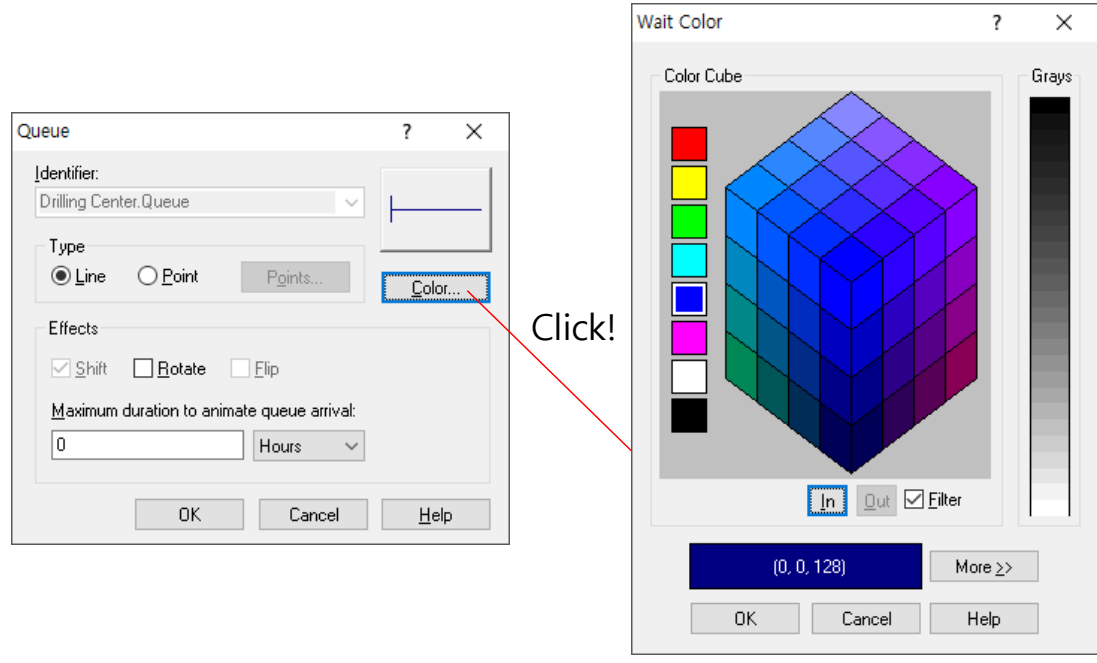 Queue
?
Identifier:
Drilling Center.Queue
Type
Line
Point
Points...
Color...
Effects
Shift
Rotate
Flip
Maximum duration to animate queue arrival:
0
Hours
OK
Cancel
Help
Click!
Wait Color
?
Color Cube
Grays
In
Out
Filter
(0, 0, 128)
More >>
OK
Cancel
Help